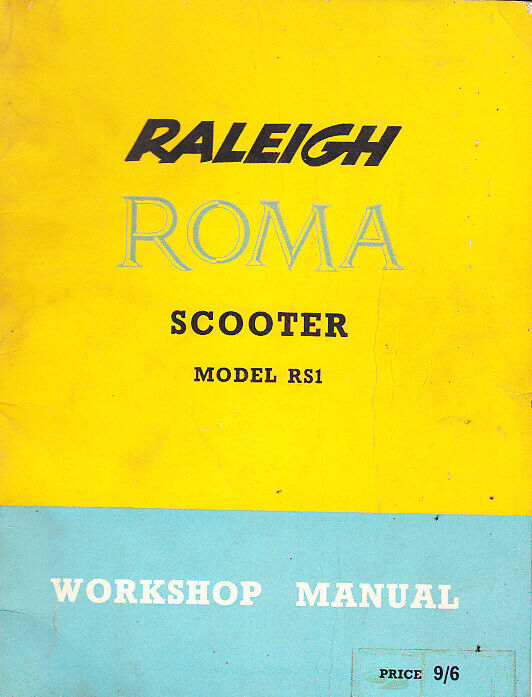 RALEIGH
ROMA
SCOOTER
MODEL RS1
WORKSHOP MANUAL
PRICE 9/6